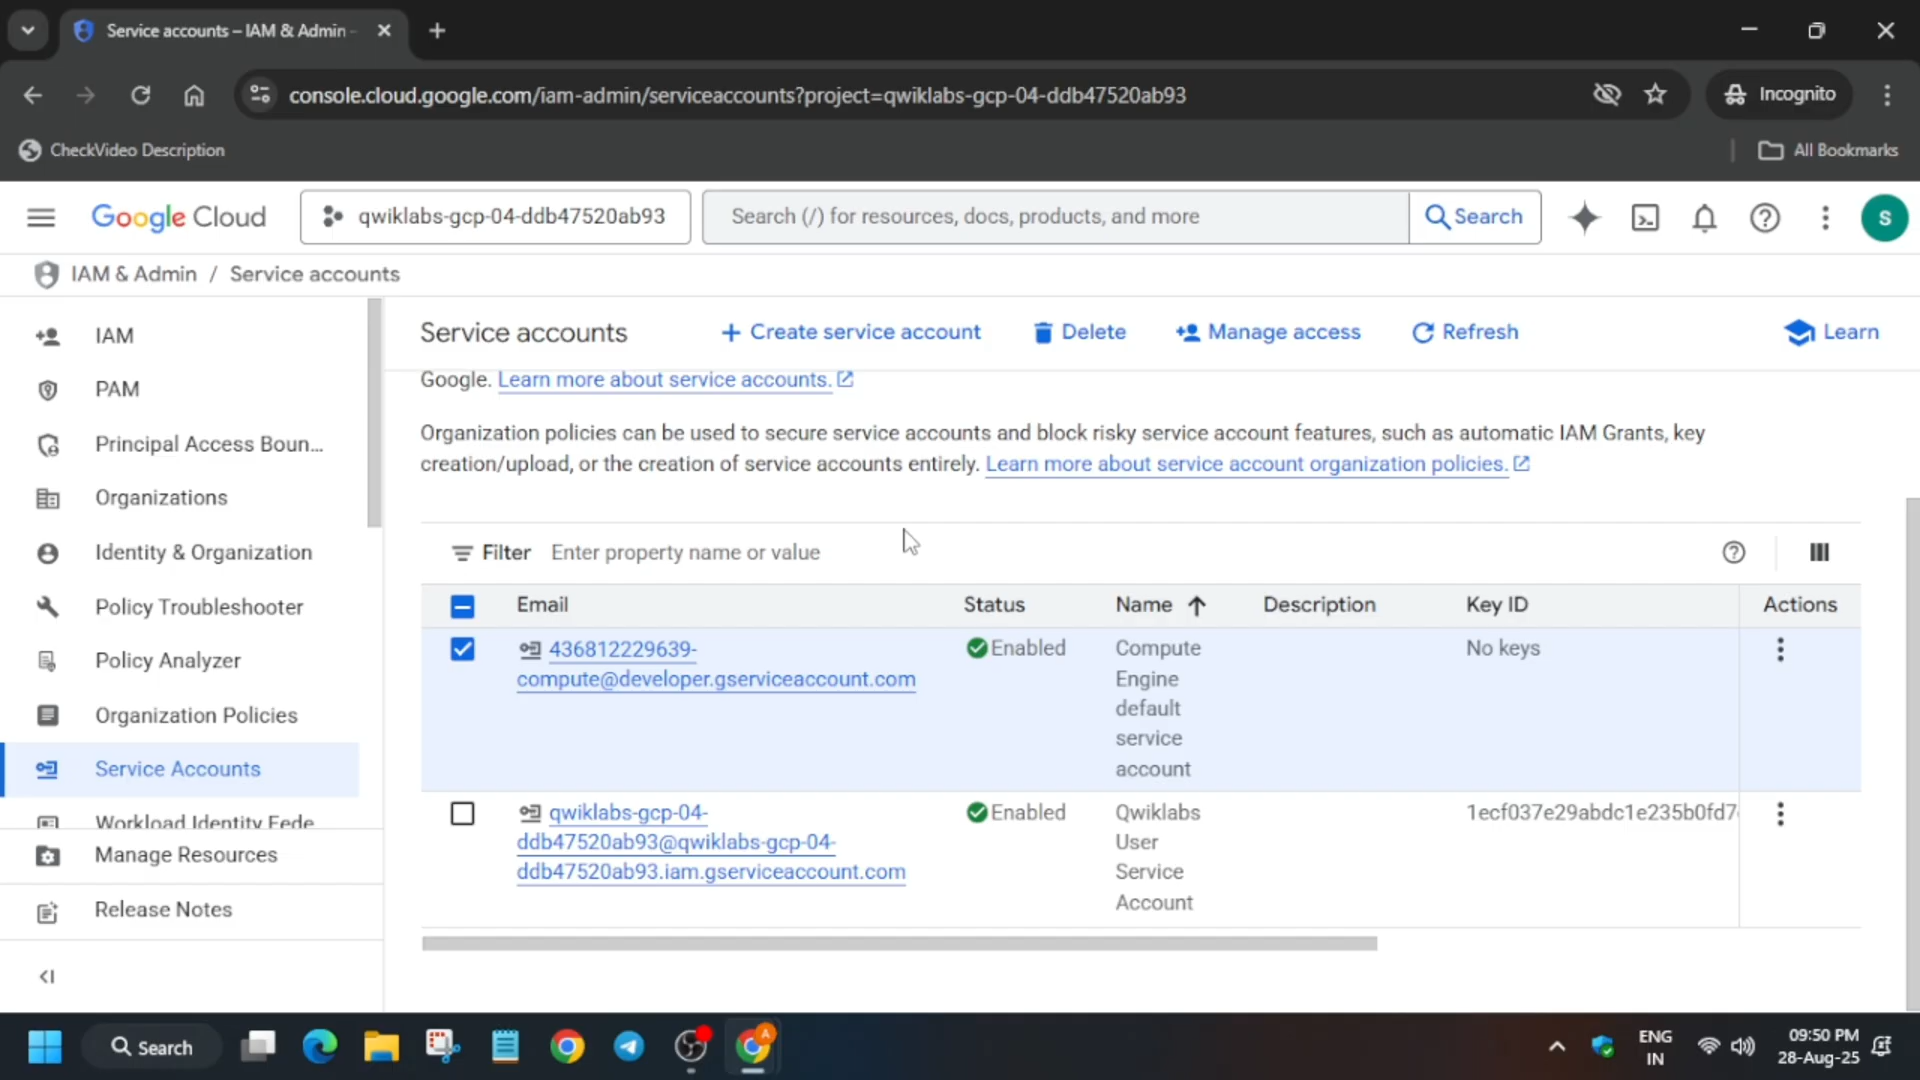 Service accounts – IAM & Admin -
console.cloud.google.com/iam-admin/serviceaccounts?project=qwiklabs-gcp-04-ddb47520ab93
Incognito
CheckVideo Description
All Bookmarks
Google Cloud
qwiklabs-gcp-04-ddb47520ab93
Search (/) for resources, docs, products, and more
Search
S
IAM & Admin / Service accounts
IAM
PAM
Principal Access Boun...
Organizations
Identity & Organization
Policy Troubleshooter
Policy Analyzer
Organization Policies
Service Accounts
Workload Identity Fede
Manage Resources
Release Notes
Service accounts
Create service account
Delete
Manage access
Refresh
Learn
Google. Learn more about service accounts.
Organization policies can be used to secure service accounts and block risky service account features, such as automatic IAM Grants, key
creation/upload, or the creation of service accounts entirely. Learn more about service account organization policies.
Filter Enter property name or value
Email Status Name Description Key ID Actions
436812229639-
compute@developer.gserviceaccount.com
Enabled
Compute
Engine
default
service
account
No keys
qwiklabs-gcp-04-
ddb47520ab93@qwiklabs-gcp-04-
ddb47520ab93.iam.gserviceaccount.com
Enabled
Qwiklabs
User
Service
Account
1ecf037e29abdc1e235b0fd7
Search
A
ENG
IN
09:50 PM
28-Aug-25